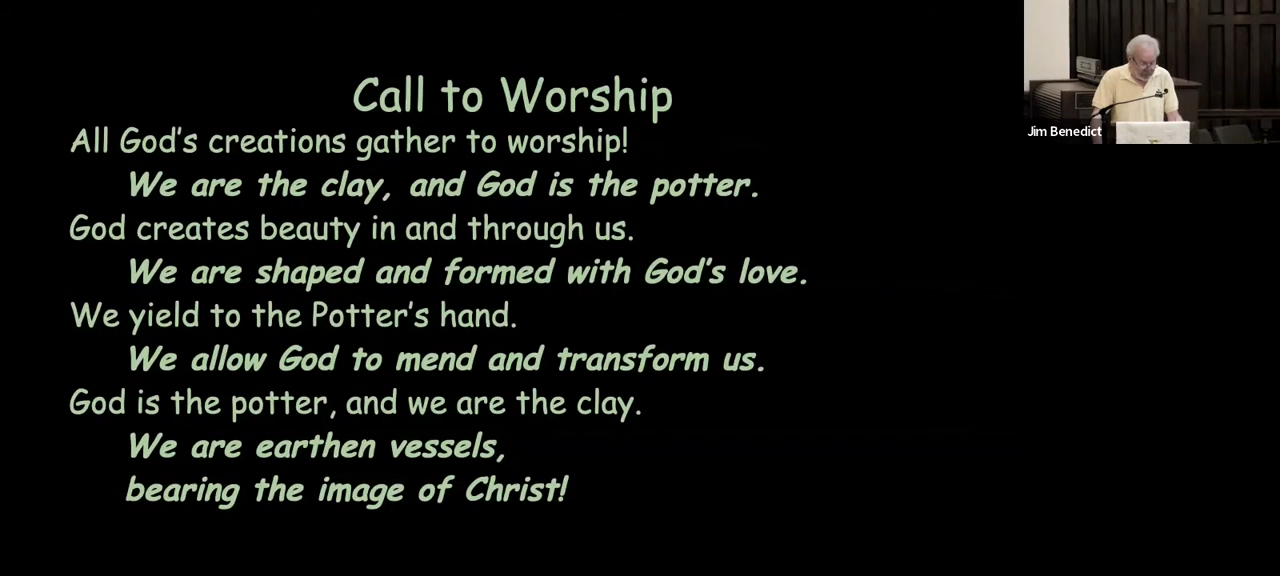 Call to Worship
All God's creations gather to worship!
We are the clay, and God is the potter.
God creates beauty in and through us.
We are shaped and formed with God's love.
We yield to the Potter's hand.
We allow God to mend and transform us.
God is the potter, and we are the clay.
We are earthen vessels,
bearing the image of Christ!
Jim Benedict